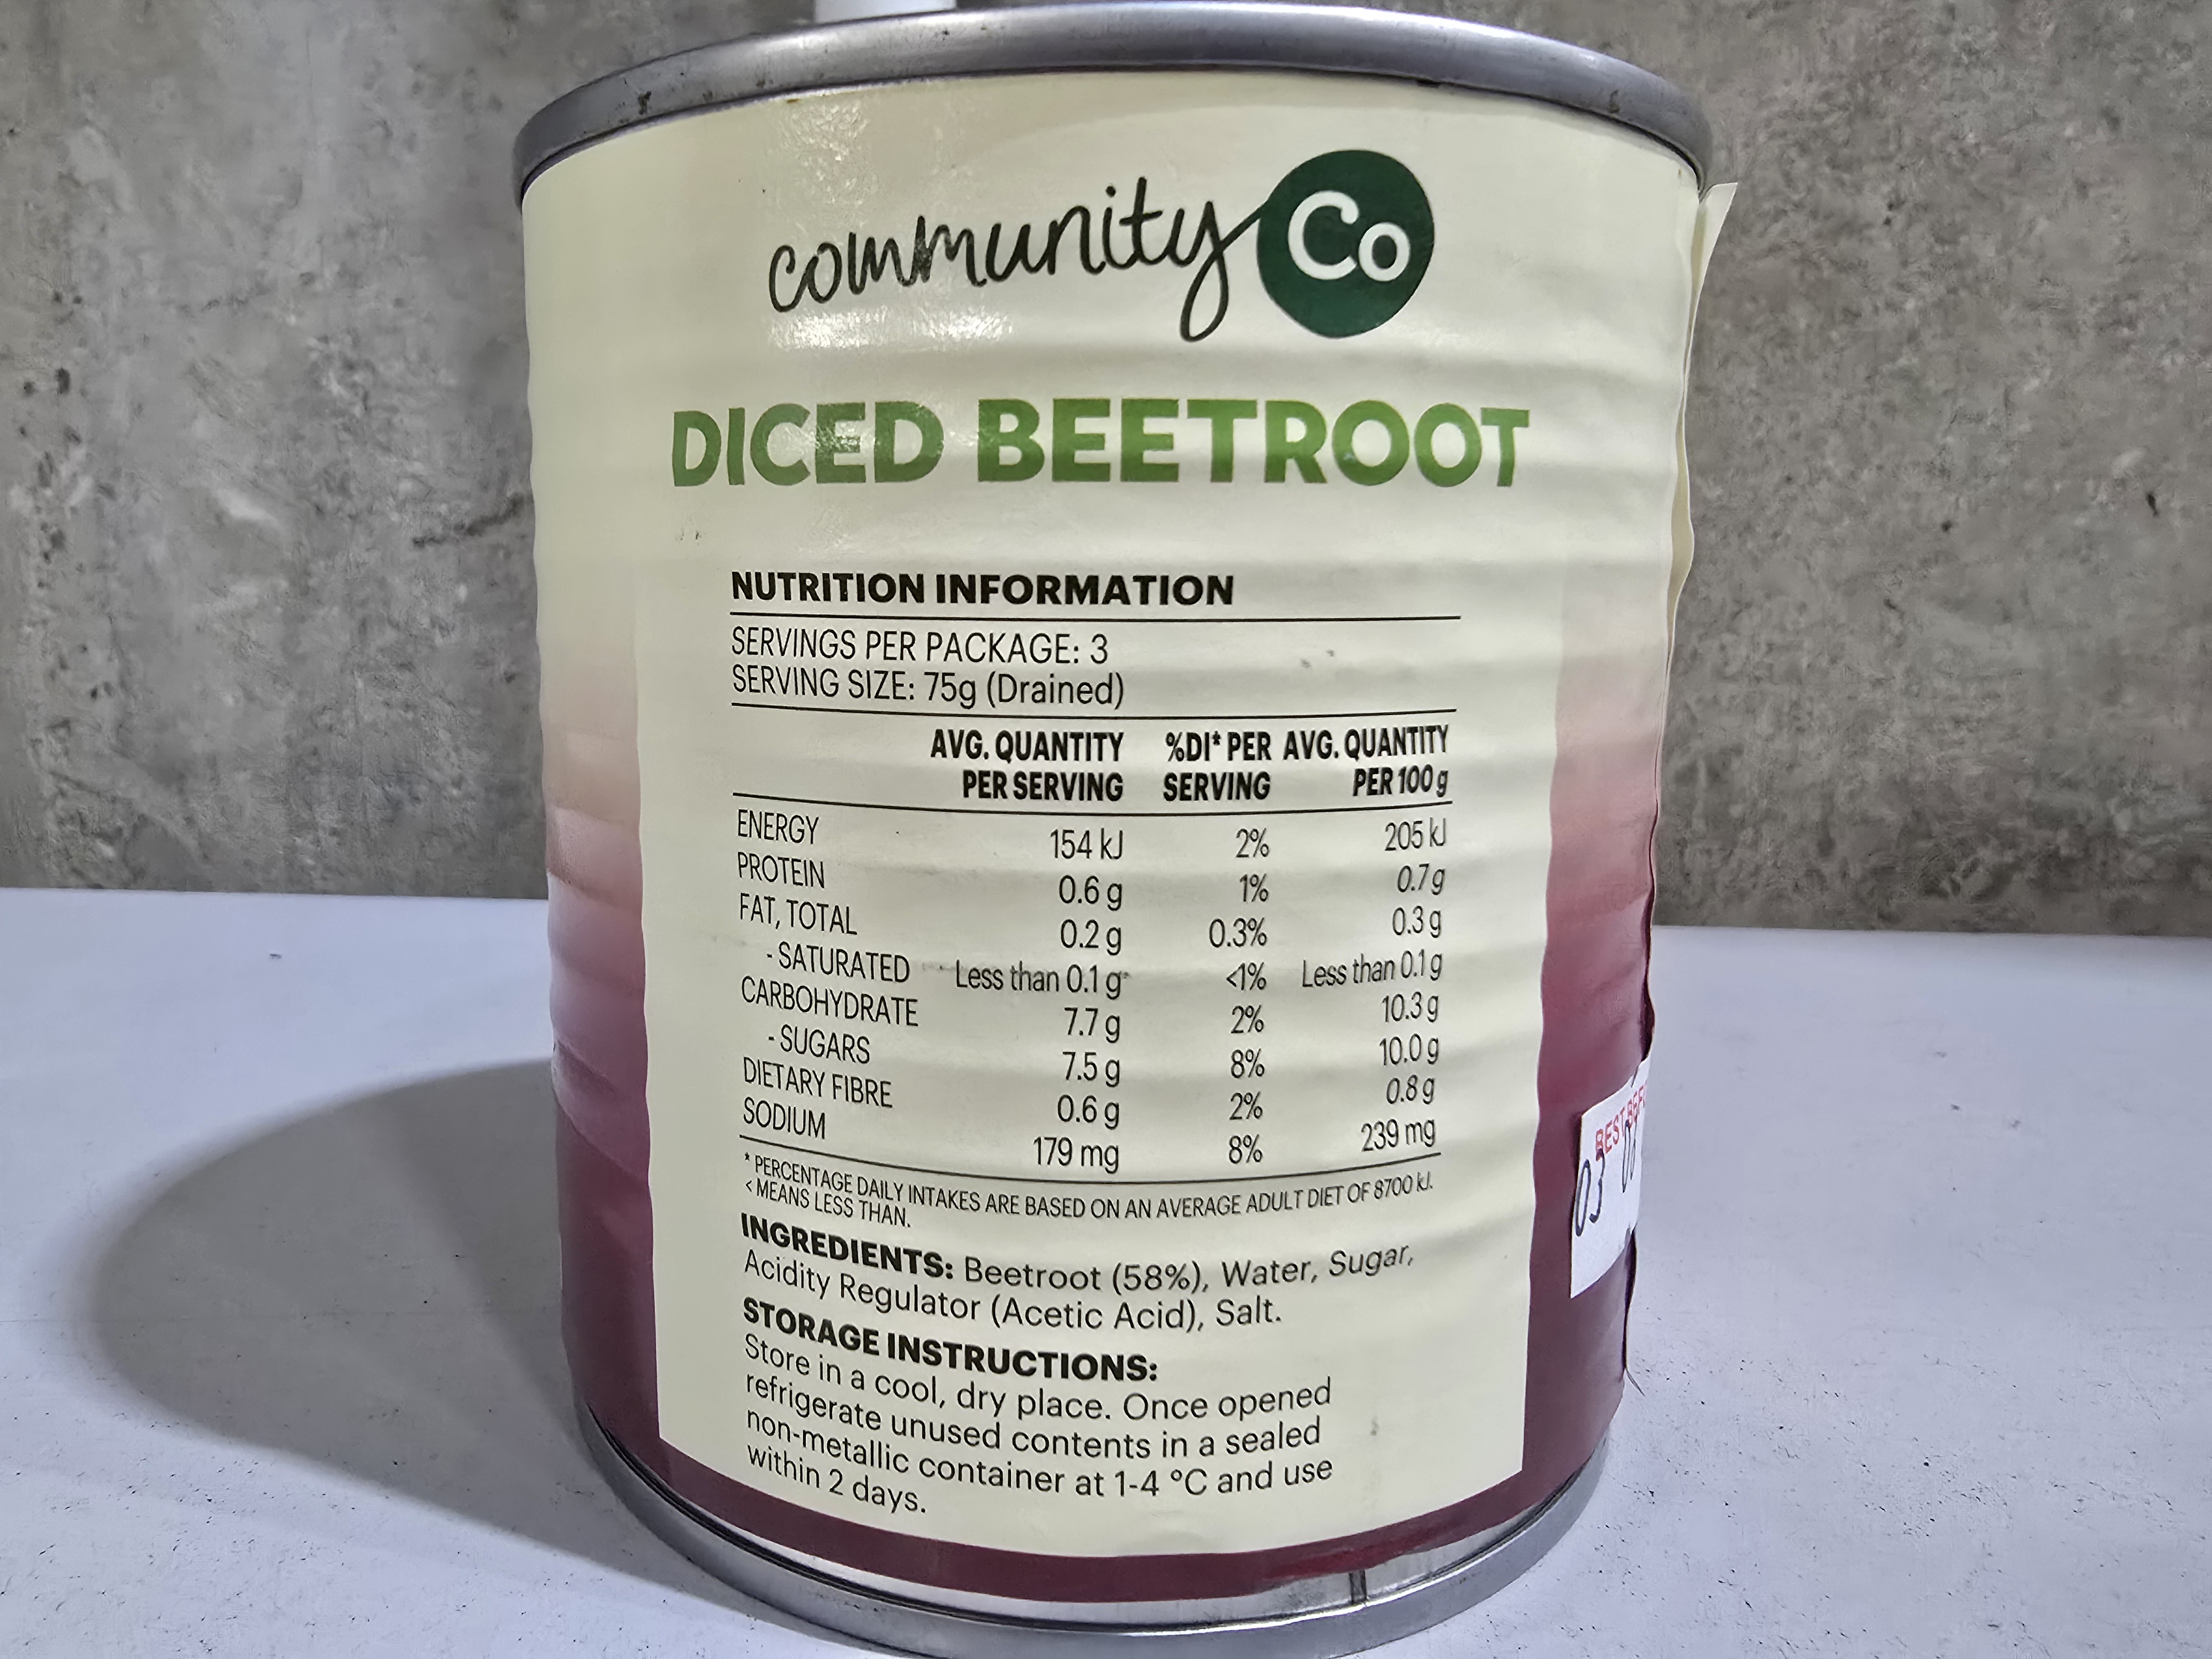 community Co
DICED BEETROOT
NUTRITION INFORMATION
SERVINGS PER PACKAGE: 3
SERVING SIZE: 75g (Drained)
AVG. QUANTITY %DI* PER AVG. QUANTITY
PER SERVING SERVING PER 100 g
ENERGY 154 kJ 2% 205 kJ
PROTEIN 0.6 g 1% 0.7 g
FAT, TOTAL 0.2 g 0.3% 0.3 g
- SATURATED Less than 0.1 g <1% Less than 0.1 g
CARBOHYDRATE 7.7 g 2% 10.3 g
- SUGARS 7.5 g 8% 10.0 g
DIETARY FIBRE 0.6 g 2% 0.8 g
SODIUM 179 mg 8% 239 mg
* PERCENTAGE DAILY INTAKES ARE BASED ON AN AVERAGE ADULT DIET OF 8700 kJ.
< MEANS LESS THAN.
INGREDIENTS: Beetroot (58%), Water, Sugar,
Acidity Regulator (Acetic Acid), Salt.
STORAGE INSTRUCTIONS:
Store in a cool, dry place. Once opened
refrigerate unused contents in a sealed
non-metallic container at 1-4 °C and use
within 2 days.
BEST
03